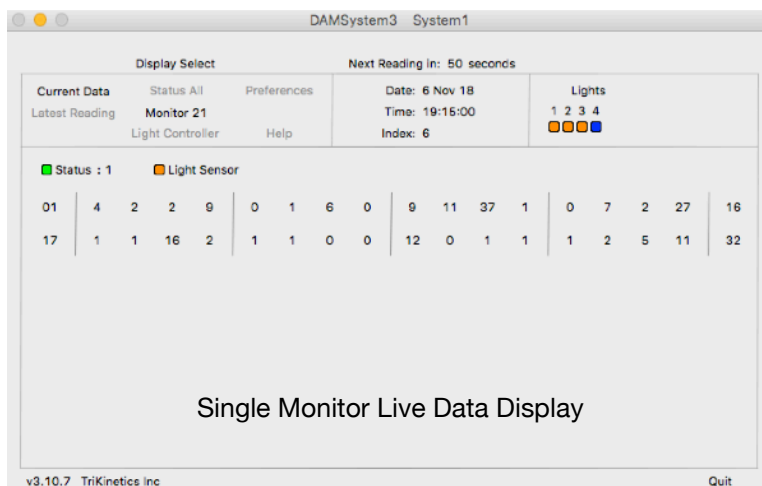 DAMSystem3 System1
Display Select Next Reading in: 50 seconds
Current Data Status All Preferences Date: 6 Nov 18 Lights
Latest Reading Monitor 21 Time: 19:15:00 1 2 3 4
Light Controller Help Index: 6
Status : 1 Light Sensor
01 4 2 2 9 0 1 6 0 9 11 37 1 0 7 2 27 16
17 1 1 16 2 1 1 0 0 12 0 1 1 1 2 5 11 32
Single Monitor Live Data Display
v3.10.7 TriKinetics Inc Quit